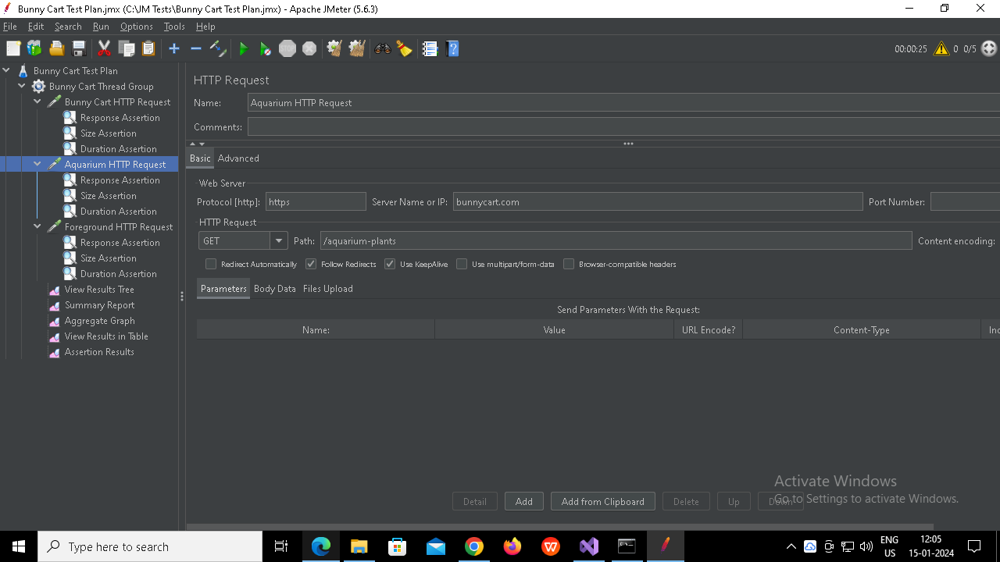 Bunny Cart Test Plan.jmx (C:\JM Tests\Bunny Cart Test Plan.jmx) - Apache JMeter (5.6.3)
File Edit Search Run Options Tools Help
STOP 00:00:25 0 0/5
Bunny Cart Test Plan
Bunny Cart Thread Group
Bunny Cart HTTP Request
Response Assertion
Size Assertion
Duration Assertion
Aquarium HTTP Request
Response Assertion
Size Assertion
Duration Assertion
Foreground HTTP Request
Response Assertion
Size Assertion
Duration Assertion
View Results Tree
Summary Report
Aggregate Graph
View Results in Table
Assertion Results
HTTP Request
Name: Aquarium HTTP Request
Comments:
Basic Advanced
Web Server
Protocol [http]: https Server Name or IP: bunnycart.com Port Number:
HTTP Request
GET Path: /aquarium-plants Content encoding:
Redirect Automatically Follow Redirects Use KeepAlive Use multipart/form-data Browser-compatible headers
Parameters Body Data Files Upload
Send Parameters With the Request:
Name: Value URL Encode? Content-Type Inc
Detail Add Add from Clipboard Delete Up Down
Activate Windows
Go to Settings to activate Windows.
Type here to search
ENG
US
12:05
15-01-2024